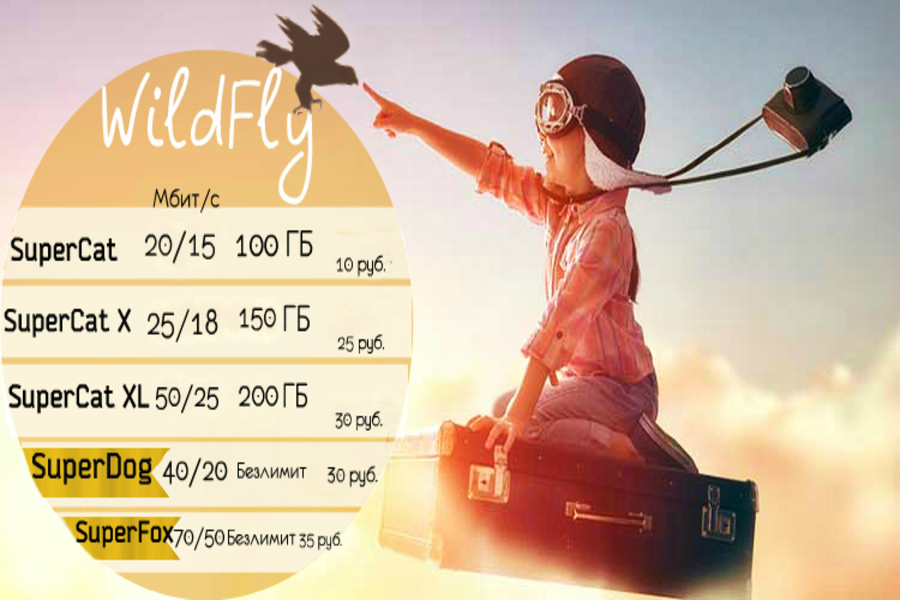 WildFly
Мбит/с
SuperCat 20/15 100 ГБ 10 руб.
SuperCat X 25/18 150 ГБ 25 руб.
SuperCat XL 50/25 200 ГБ 30 руб.
SuperDog 40/20 Безлимит 30 руб.
SuperFox 70/50 Безлимит 35 руб.